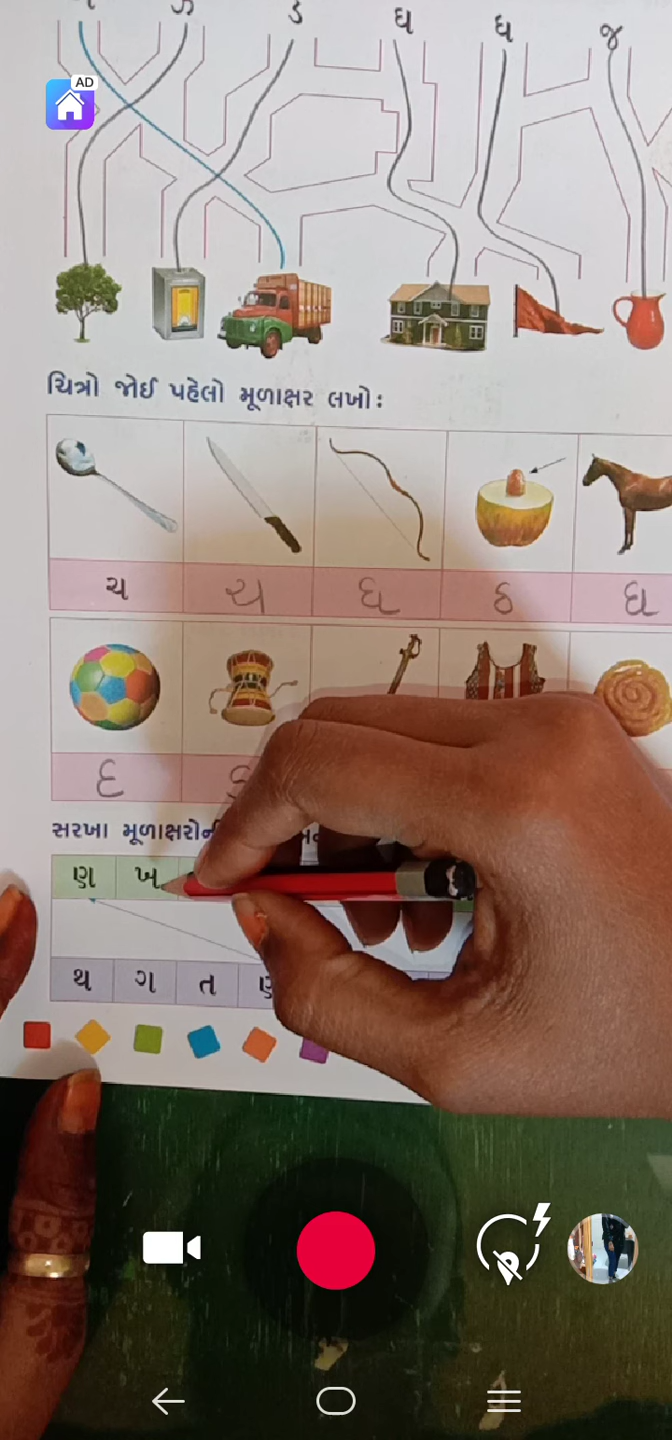 ઝ ડ ઘ ધ જ
AD
ચિત્રો જોઈ પહેલો મૂળાક્ષર લખો:
ચ ચ ધ ઠ ઘ
દ
સરખા મૂળાક્ષરોની
ણ ખ
થ ગ ત ણ